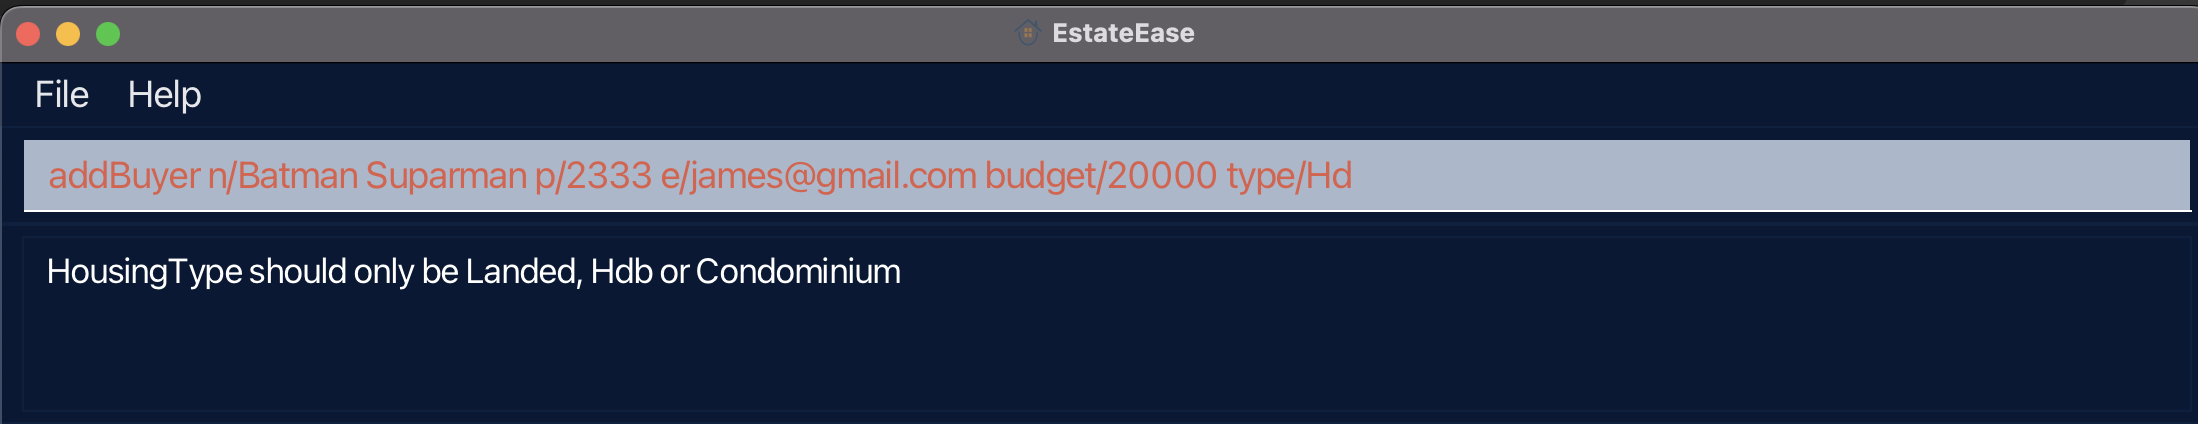 EstateEase
File Help
addBuyer n/Batman Suparman p/2333 e/james@gmail.com budget/20000 type/Hd
HousingType should only be Landed, Hdb or Condominium